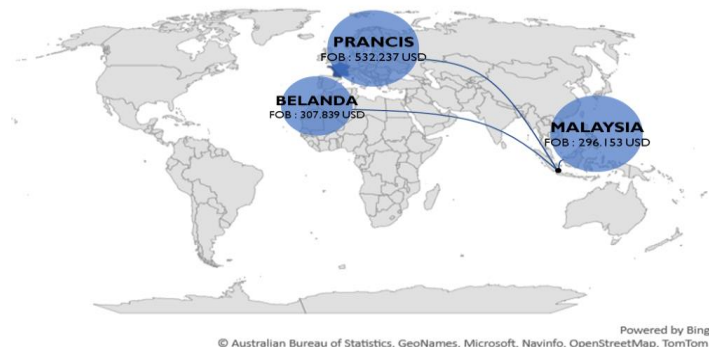 PRANCIS
FOB : 532.237 USD
BELANDA
FOB : 307.839 USD
MALAYSIA
FOB : 296.153 USD
Powered by Bing
© Australian Bureau of Statistics, GeoNames, Microsoft, Navinfo, OpenStreetMap, TomTom